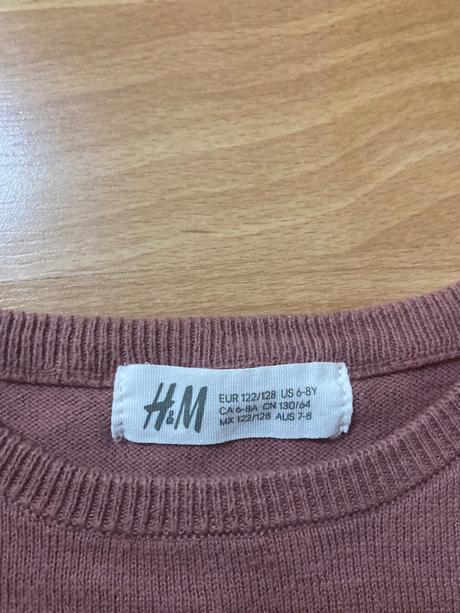 H&M
EUR 122/128 US 6-8Y
CA 6-8A CN 130/64
MX 122/128 AUS 7-8